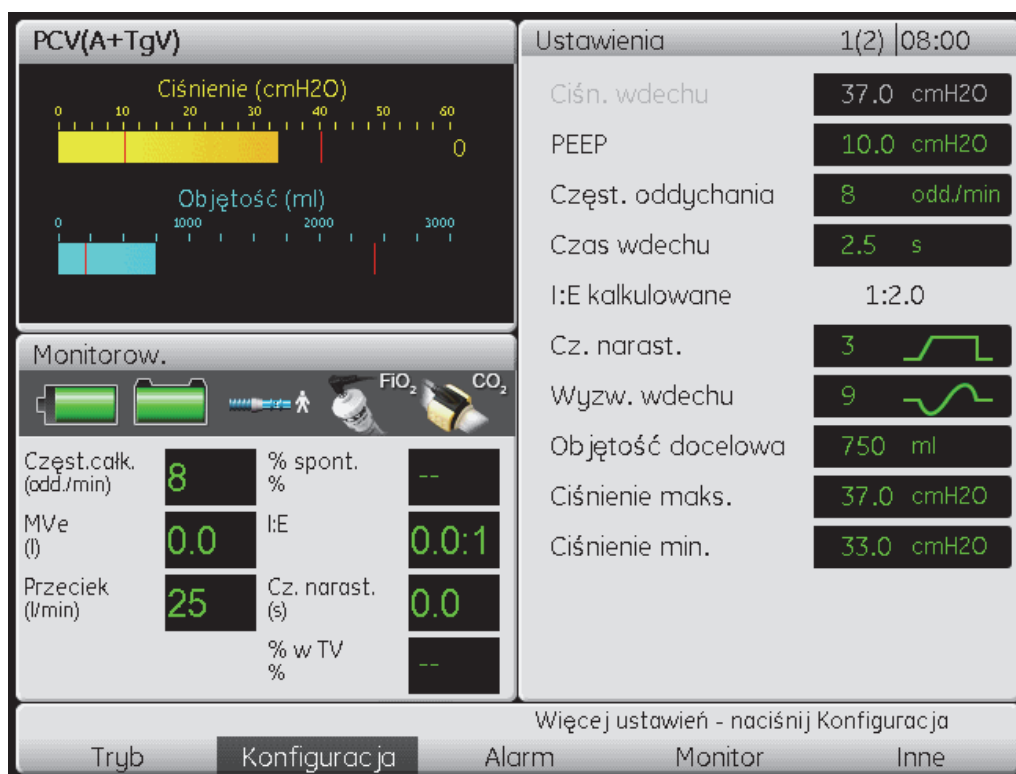 PCV(A+TgV)
Ciśnienie (cmH2O)
0 10 20 30 40 50 60
0
Objętość (ml)
0 1000 2000 3000
Monitorow.
FiO2 CO2
Częst.całk. (odd./min) 8
% spont. % --
MVe (l) 0.0
I:E 0.0:1
Przeciek (l/min) 25
Cz. narast. (s) 0.0
% w TV % --
Ustawienia 1(2) 08:00
Ciśn. wdechu 37.0 cmH2O
PEEP 10.0 cmH2O
Częst. oddychania 8 odd./min
Czas wdechu 2.5 s
I:E kalkulowane 1:2.0
Cz. narast. 3
Wyzw. wdechu 9
Objętość docelowa 750 ml
Ciśnienie maks. 37.0 cmH2O
Ciśnienie min. 33.0 cmH2O
Więcej ustawień - naciśnij Konfiguracja
Tryb Konfiguracja Alarm Monitor Inne